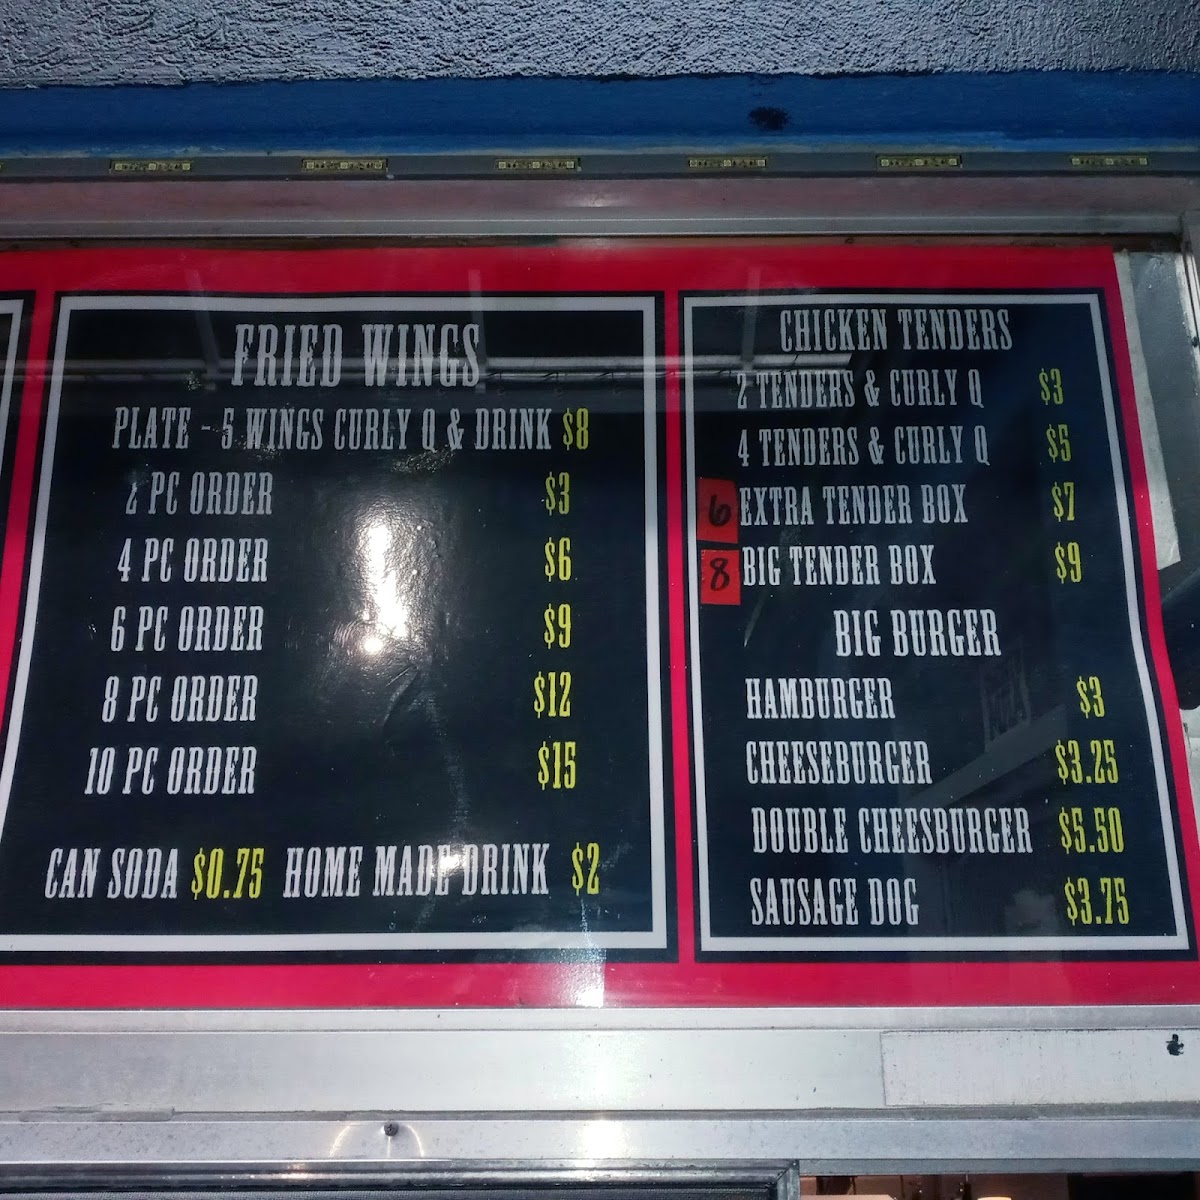 FRIED WINGS
PLATE - 5 WINGS CURLY Q & DRINK $8
2 PC ORDER $3
4 PC ORDER $6
6 PC ORDER $9
8 PC ORDER $12
10 PC ORDER $15
CAN SODA $0.75 HOME MADE DRINK $2
CHICKEN TENDERS
2 TENDERS & CURLY Q $3
4 TENDERS & CURLY Q $5
6 EXTRA TENDER BOX $7
8 BIG TENDER BOX $9
BIG BURGER
HAMBURGER $3
CHEESEBURGER $3.25
DOUBLE CHEESBURGER $5.50
SAUSAGE DOG $3.75